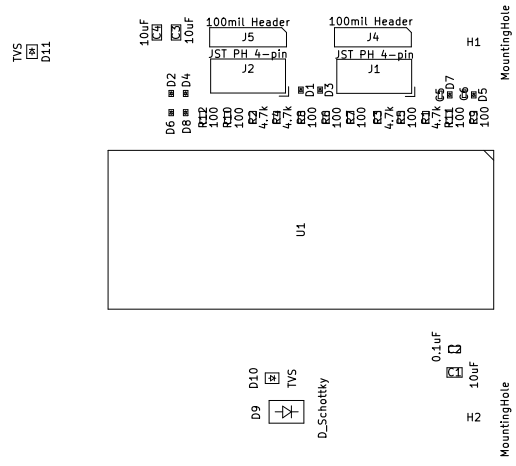 TVS
D11
10uF
C4
C3
10uF
100mil Header
J5
JST PH 4-pin
J2
100mil Header
J4
JST PH 4-pin
J1
H1
MountingHole
D2
D4
D1
D3
C5
D7
C6
D5
D6
D8
R12
100
R10
100
R2
4.7k
R4
4.7k
R8
100
R6
100
R7
100
R3
4.7k
R5
100
R1
4.7k
R11
100
R9
100
U1
0.1uF
C1
10uF
D10
TVS
D9
D_Schottky
H2
MountingHole